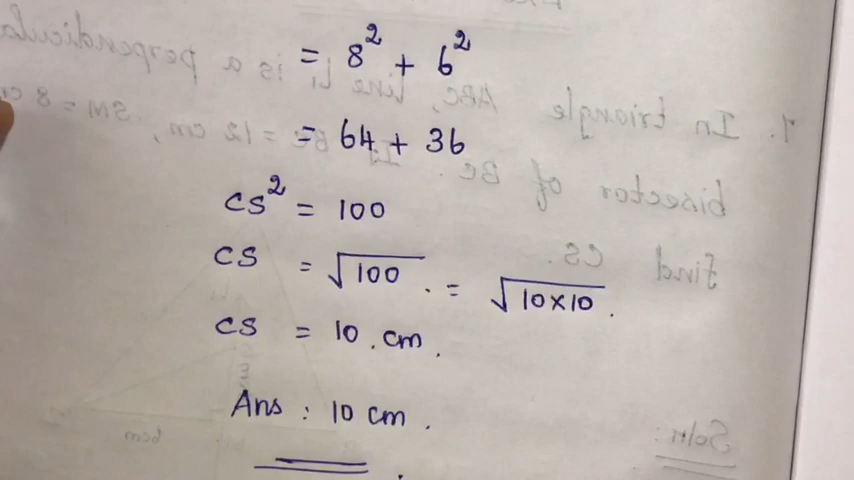 = 8² + 6²
= 64 + 36
CS² = 100
CS = √100 . = √10×10 .
CS = 10 . cm .
Ans : 10 cm .